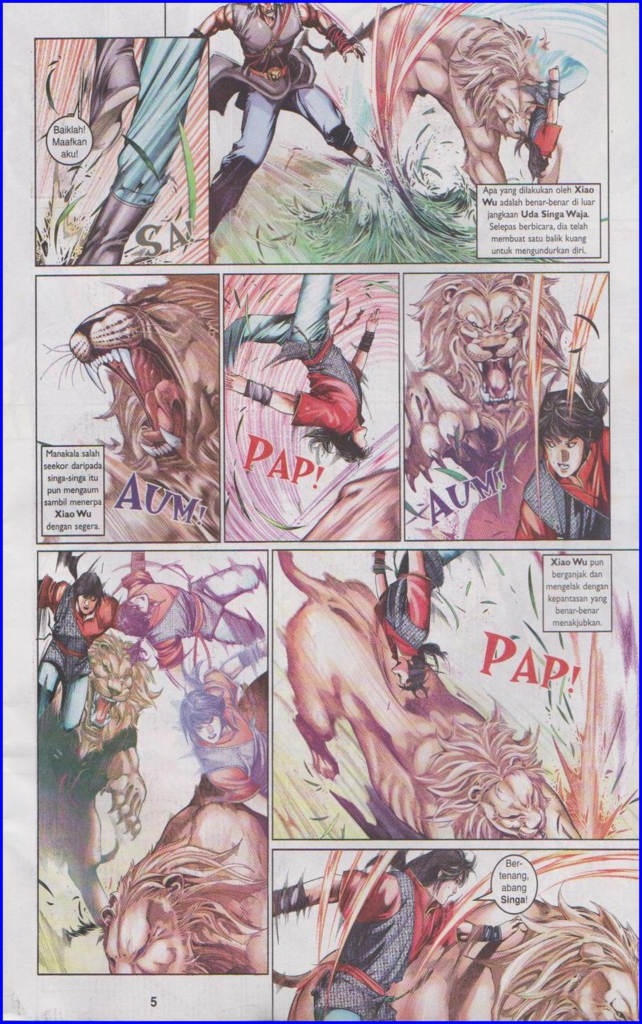 Baiklah!
Maafkan
aku!
SA!
Apa yang dilakukan oleh Xiao
Wu adalah benar-benar di luar
jangkaan Uda Singa Waja.
Selepas berbicara, dia telah
membuat satu balik kuang
untuk mengundurkan diri.
Manakala salah
seekor daripada
singa-singa itu
pun mengaum
sambil menerpa
Xiao Wu
dengan segera.
AUM!
PAP!
AUM!
Xiao Wu pun
berganjak dan
mengelak dengan
kepantasan yang
benar-benar
menakjubkan.
PAP!
Ber-
tenang,
abang
Singa!
5